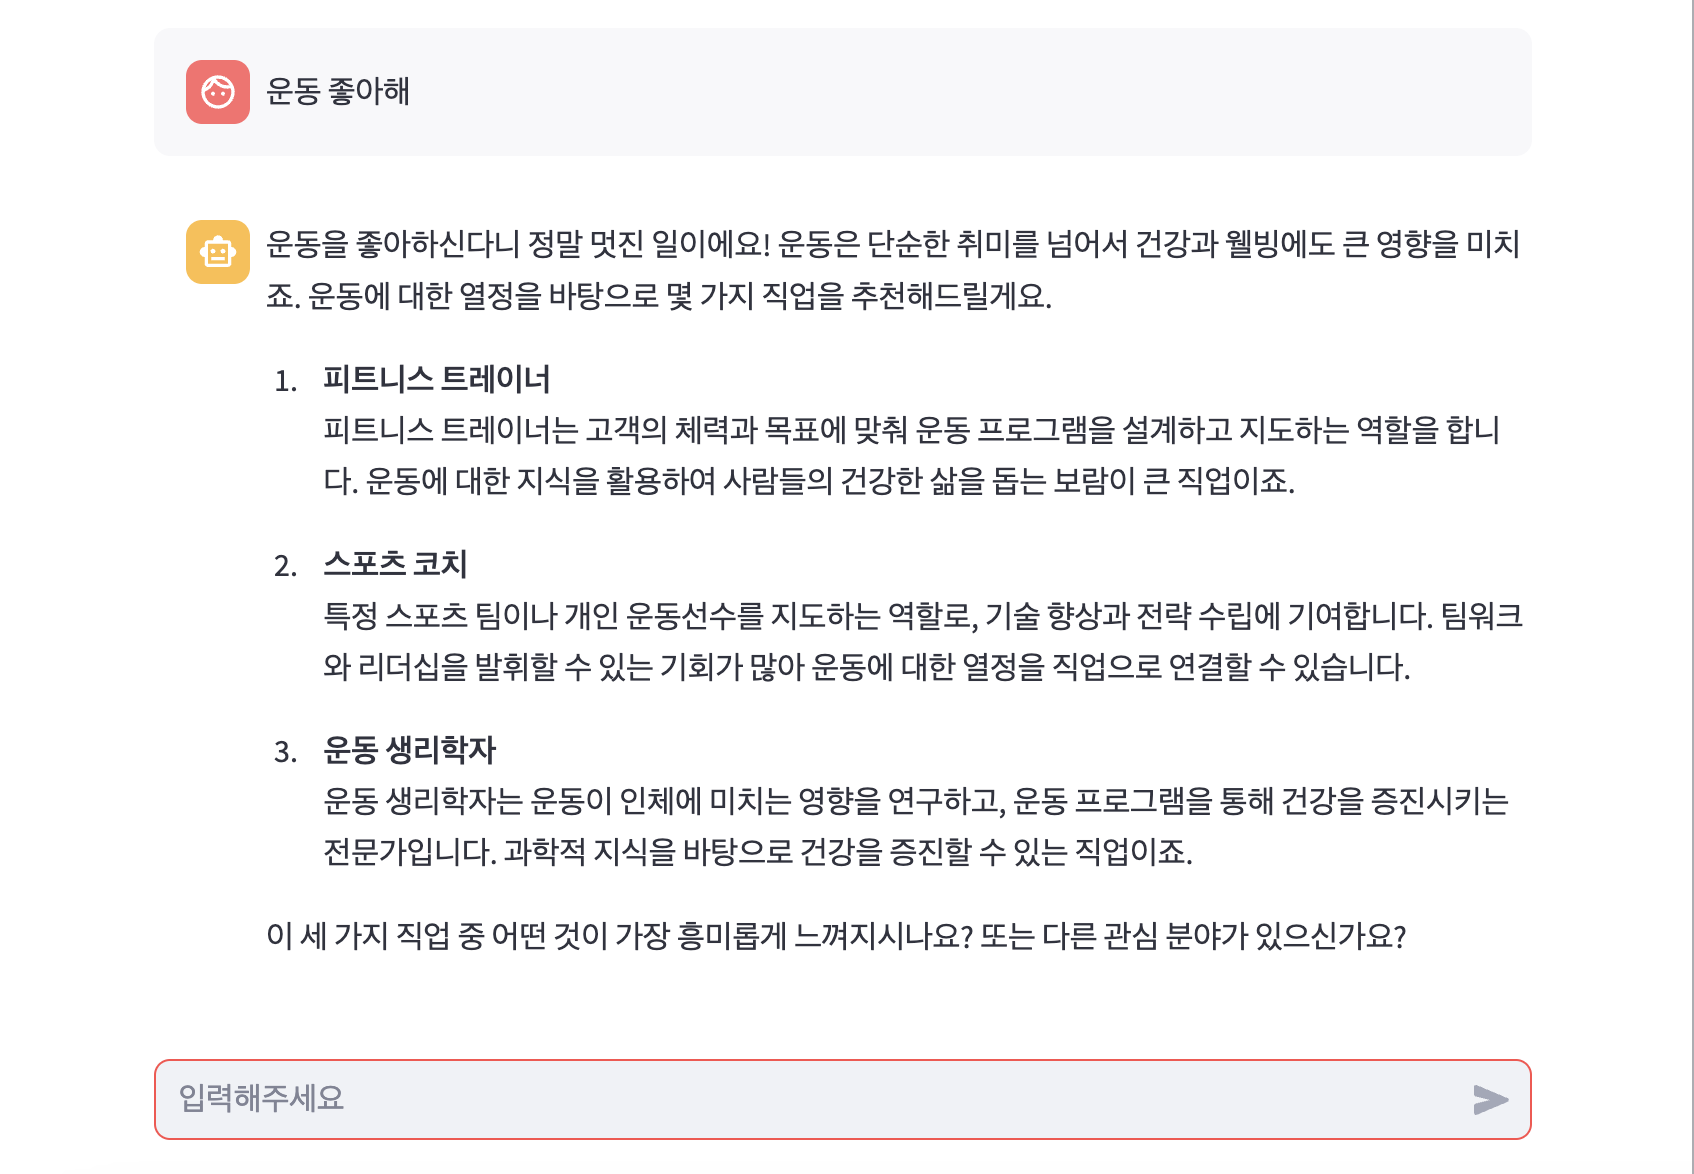 운동 좋아해
운동을 좋아하신다니 정말 멋진 일이에요! 운동은 단순한 취미를 넘어서 건강과 웰빙에도 큰 영향을 미치
죠. 운동에 대한 열정을 바탕으로 몇 가지 직업을 추천해드릴게요.
1. 피트니스 트레이너
피트니스 트레이너는 고객의 체력과 목표에 맞춰 운동 프로그램을 설계하고 지도하는 역할을 합니
다. 운동에 대한 지식을 활용하여 사람들의 건강한 삶을 돕는 보람이 큰 직업이죠.
2. 스포츠 코치
특정 스포츠 팀이나 개인 운동선수를 지도하는 역할로, 기술 향상과 전략 수립에 기여합니다. 팀워크
와 리더십을 발휘할 수 있는 기회가 많아 운동에 대한 열정을 직업으로 연결할 수 있습니다.
3. 운동 생리학자
운동 생리학자는 운동이 인체에 미치는 영향을 연구하고, 운동 프로그램을 통해 건강을 증진시키는
전문가입니다. 과학적 지식을 바탕으로 건강을 증진할 수 있는 직업이죠.
이 세 가지 직업 중 어떤 것이 가장 흥미롭게 느껴지시나요? 또는 다른 관심 분야가 있으신가요?
입력해주세요